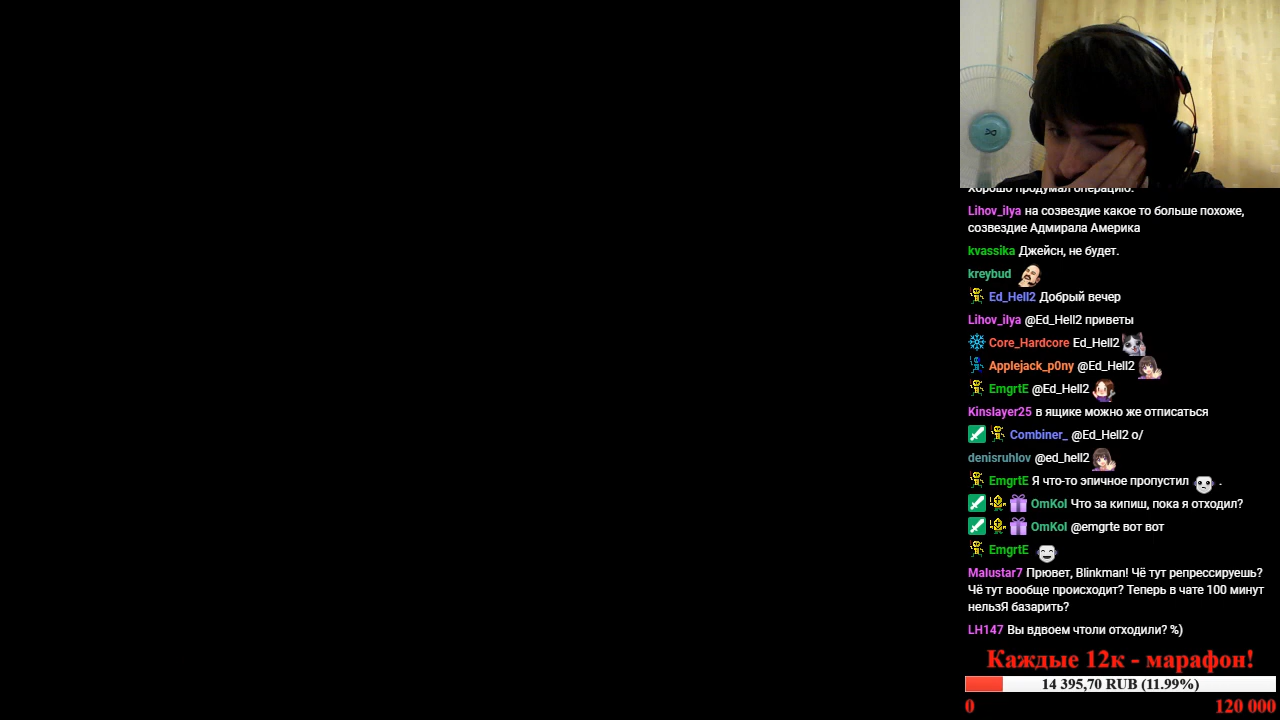 Хорошо продумал операцию.
Lihov_ilya на созвездие какое то больше похоже,
созвездие Адмирала Америка
kvassika Джейсн, не будет.
kreybud
Ed_Hell2 Добрый вечер
Lihov_ilya @Ed_Hell2 приветы
Core_Hardcore Ed_Hell2
Applejack_p0ny @Ed_Hell2
EmgrtE @Ed_Hell2
Kinslayer25 в ящике можно же отписаться
Combiner_ @Ed_Hell2 o/
denisruhlov @ed_hell2
EmgrtE Я что-то эпичное пропустил .
OmKol Что за кипиш, пока я отходил?
OmKol @emgrte вот вот
EmgrtE
Malustar7 Прювет, Blinkman! Чё тут репрессируешь?
Чё тут вообще происходит? Теперь в чате 100 минут
нельзЯ базарить?
LH147 Вы вдвоем чтоли отходили? %)
Каждые 12к - марафон!
14 395,70 RUB (11.99%)
0 120 000